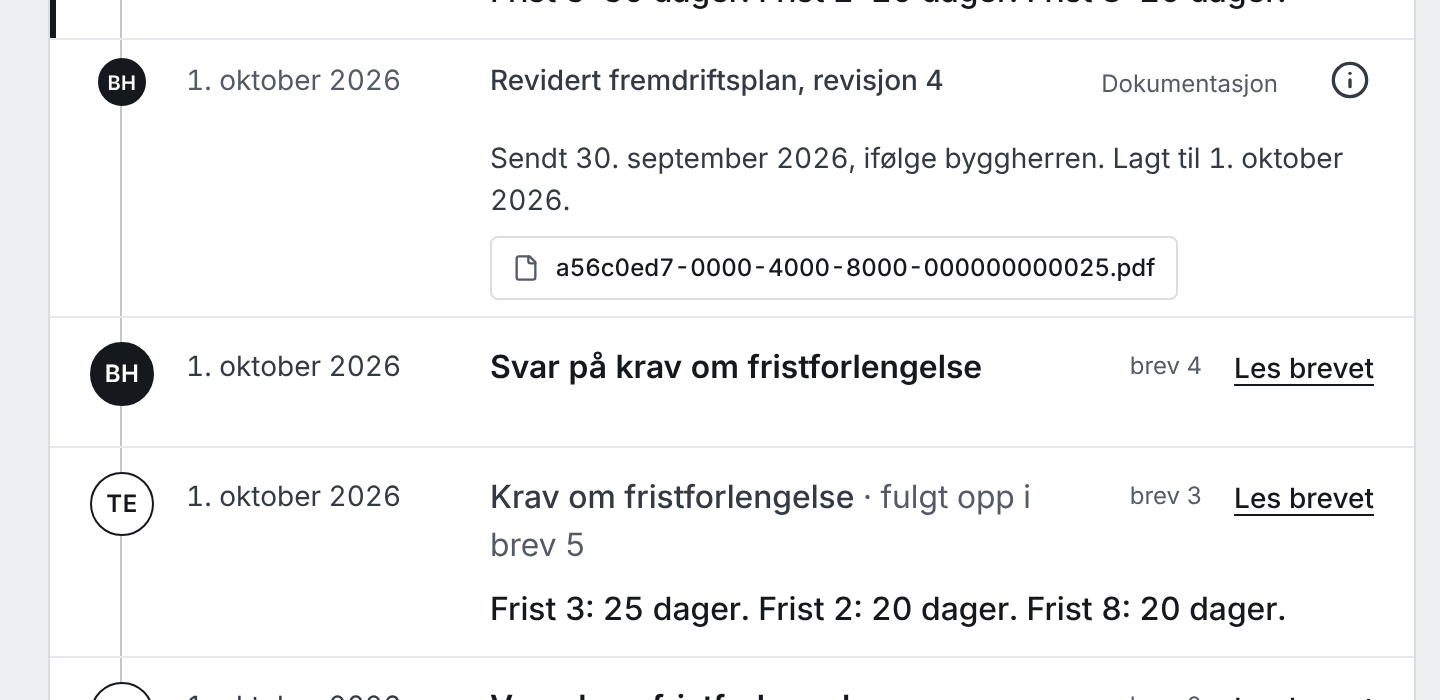 BH 1. oktober 2026 Revidert fremdriftsplan, revisjon 4 Dokumentasjon
Sendt 30. september 2026, ifølge byggherren. Lagt til 1. oktober
2026.
a56c0ed7-0000-4000-8000-000000000025.pdf
BH 1. oktober 2026 Svar på krav om fristforlengelse brev 4 Les brevet
TE 1. oktober 2026 Krav om fristforlengelse · fulgt opp i brev 3 Les brevet
brev 5
Frist 3: 25 dager. Frist 2: 20 dager. Frist 8: 20 dager.